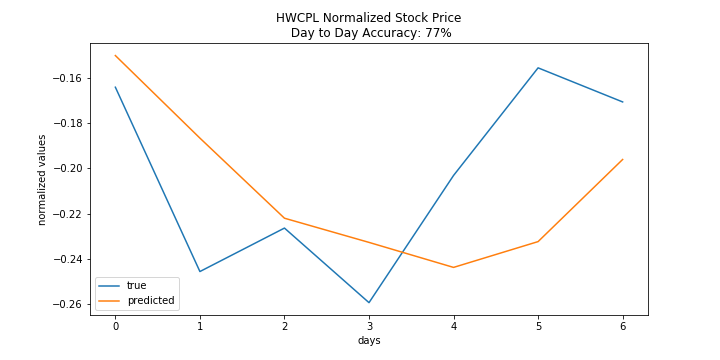 HWCPL Normalized Stock Price
Day to Day Accuracy: 77%
normalized values
−0.16
−0.18
−0.20
−0.22
−0.24
−0.26
true
predicted
0 1 2 3 4 5 6
days